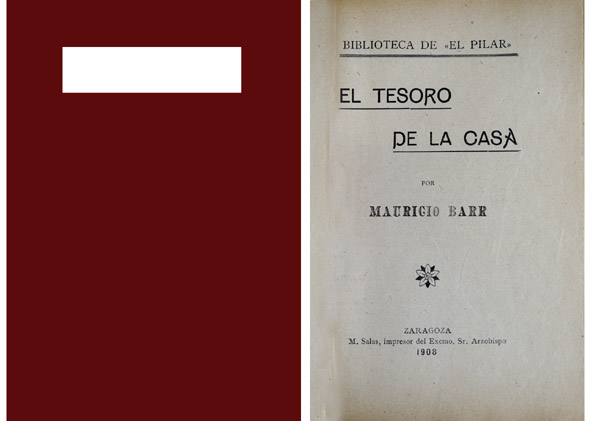 BIBLIOTECA DE «EL PILAR»
EL TESORO
DE LA CASA
POR
MAURICIO BARR
ZARAGOZA
M. Salas, impresor del Excmo. Sr. Arzobispo
1908